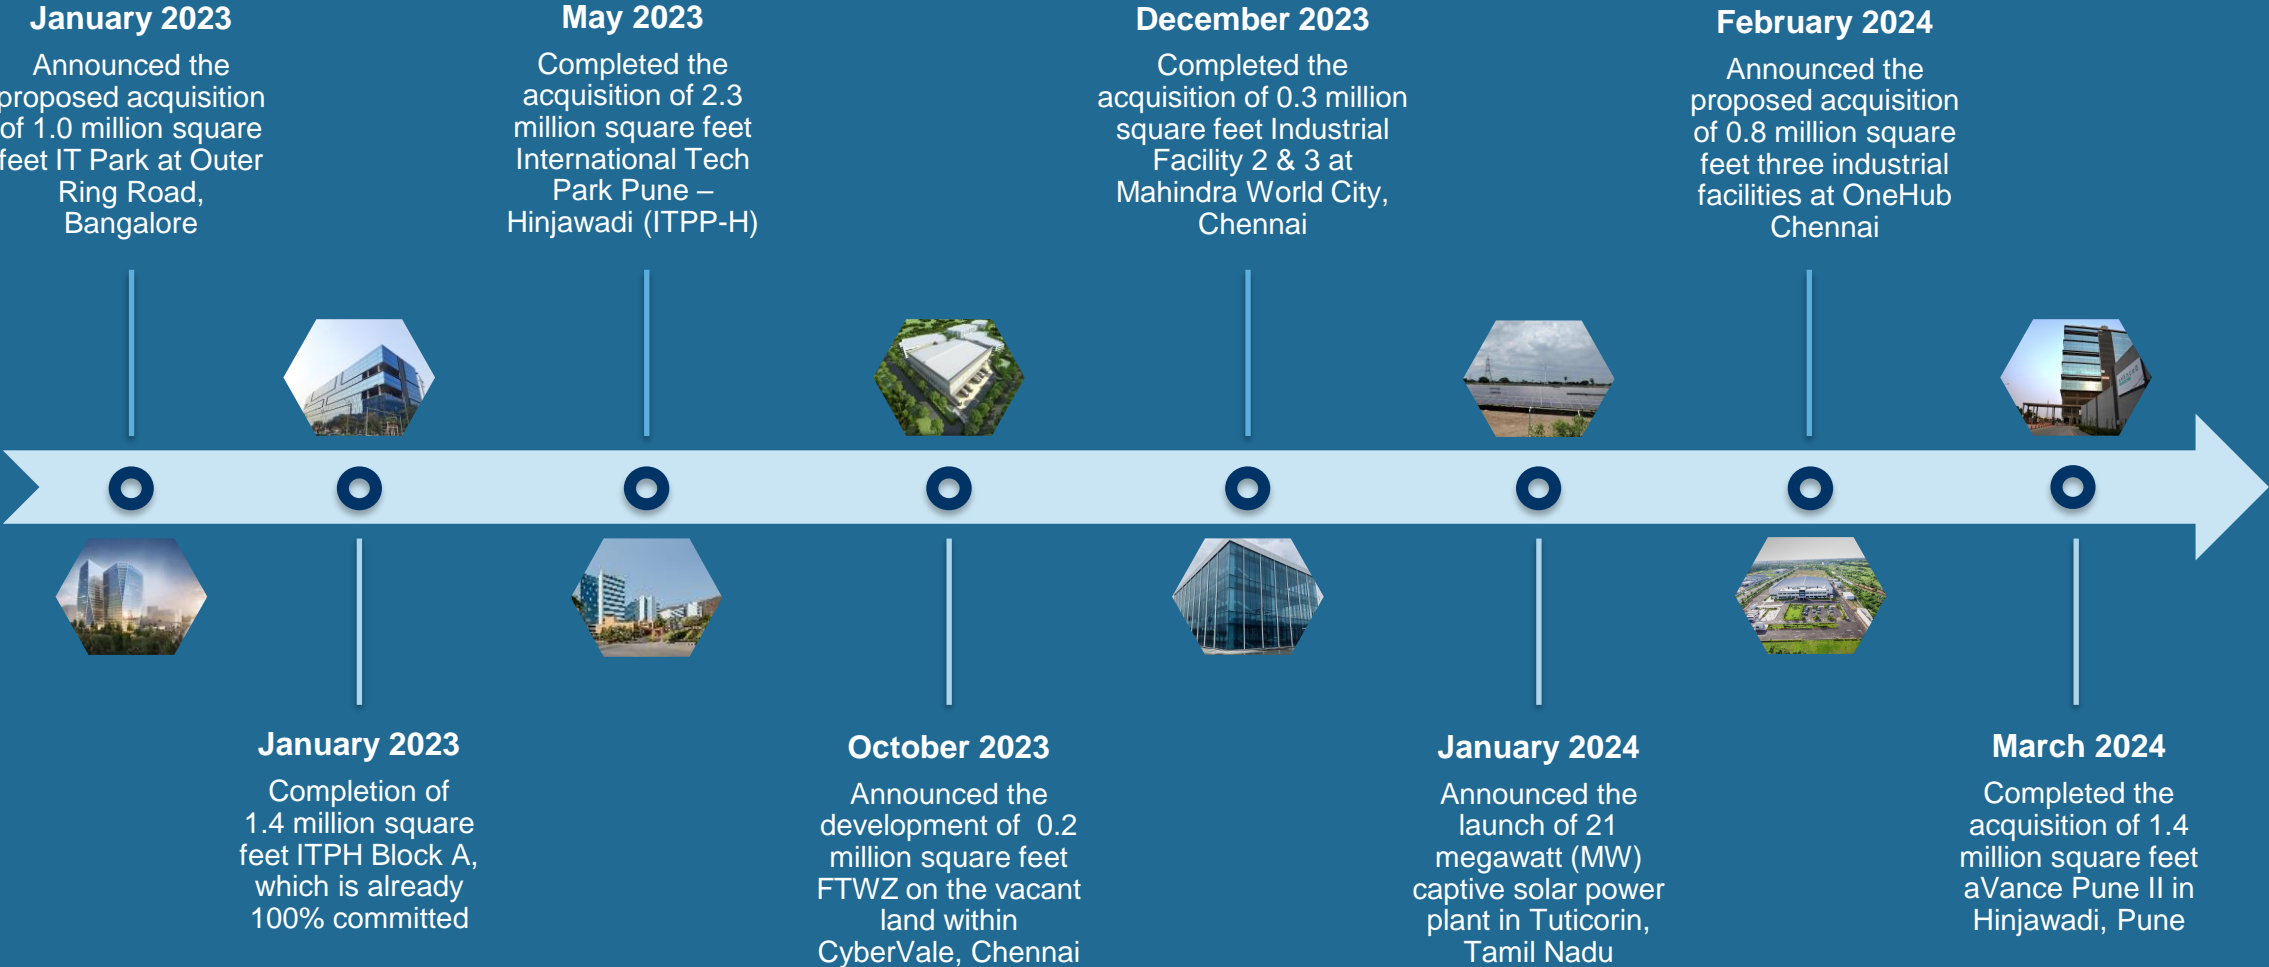 January 2023
Announced the
proposed acquisition
of 1.0 million square
feet IT Park at Outer
Ring Road,
Bangalore
January 2023
Completion of
1.4 million square
feet ITPH Block A,
which is already
100% committed
May 2023
Completed the
acquisition of 2.3
million square feet
International Tech
Park Pune –
Hinjawadi (ITPP-H)
October 2023
Announced the
development of  0.2
million square feet
FTWZ on the vacant
land within
CyberVale, Chennai
December 2023
Completed the
acquisition of 0.3 million
square feet Industrial
Facility 2 & 3 at
Mahindra World City,
Chennai
January 2024
Announced the
launch of 21
megawatt (MW)
captive solar power
plant in Tuticorin,
Tamil Nadu
February 2024
Announced the
proposed acquisition
of 0.8 million square
feet three industrial
facilities at OneHub
Chennai
March 2024
Completed the
acquisition of 1.4
million square feet
aVance Pune II in
Hinjawadi, Pune